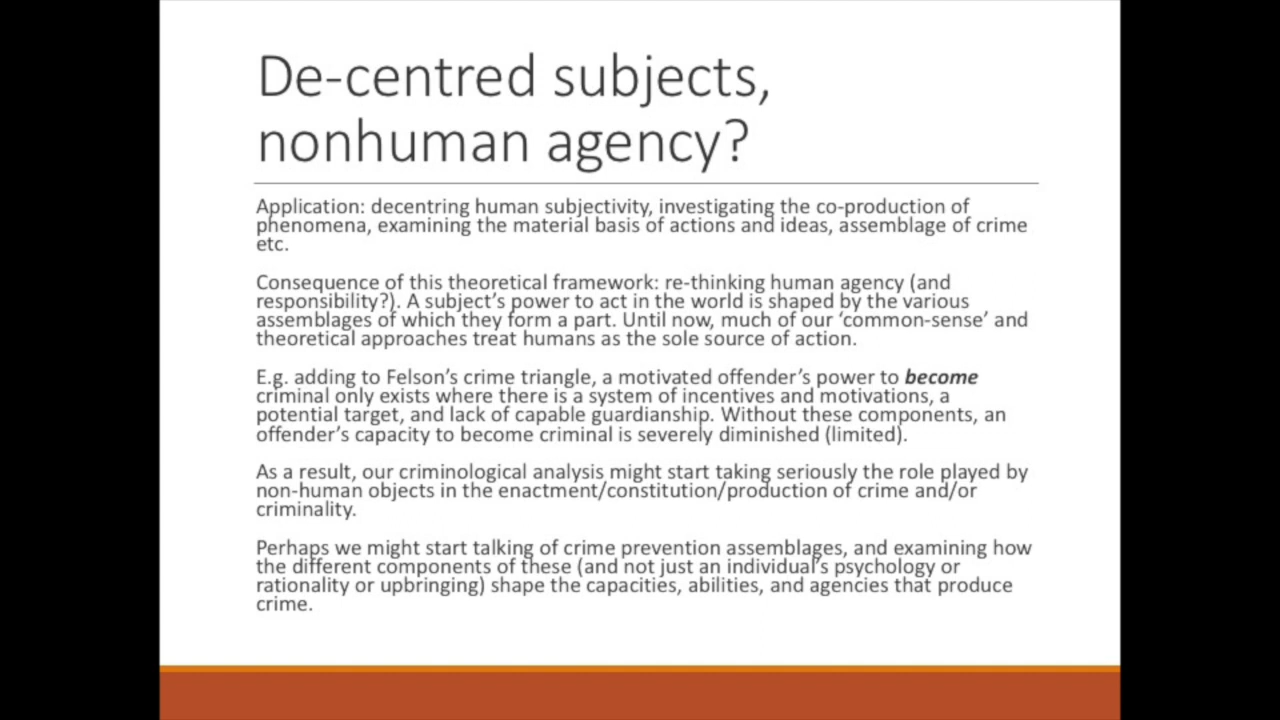 De-centred subjects,
nonhuman agency?
Application: decentring human subjectivity, investigating the co-production of
phenomena, examining the material basis of actions and ideas, assemblage of crime
etc.
Consequence of this theoretical framework: re-thinking human agency (and
responsibility?). A subject’s power to act in the world is shaped by the various
assemblages of which they form a part. Until now, much of our ‘common-sense’ and
theoretical approaches treat humans as the sole source of action.
E.g. adding to Felson’s crime triangle, a motivated offender’s power to become
criminal only exists where there is a system of incentives and motivations, a
potential target, and lack of capable guardianship. Without these components, an
offender’s capacity to become criminal is severely diminished (limited).
As a result, our criminological analysis might start taking seriously the role played by
non-human objects in the enactment/constitution/production of crime and/or
criminality.
Perhaps we might start talking of crime prevention assemblages, and examining how
the different components of these (and not just an individual’s psychology or
rationality or upbringing) shape the capacities, abilities, and agencies that produce
crime.